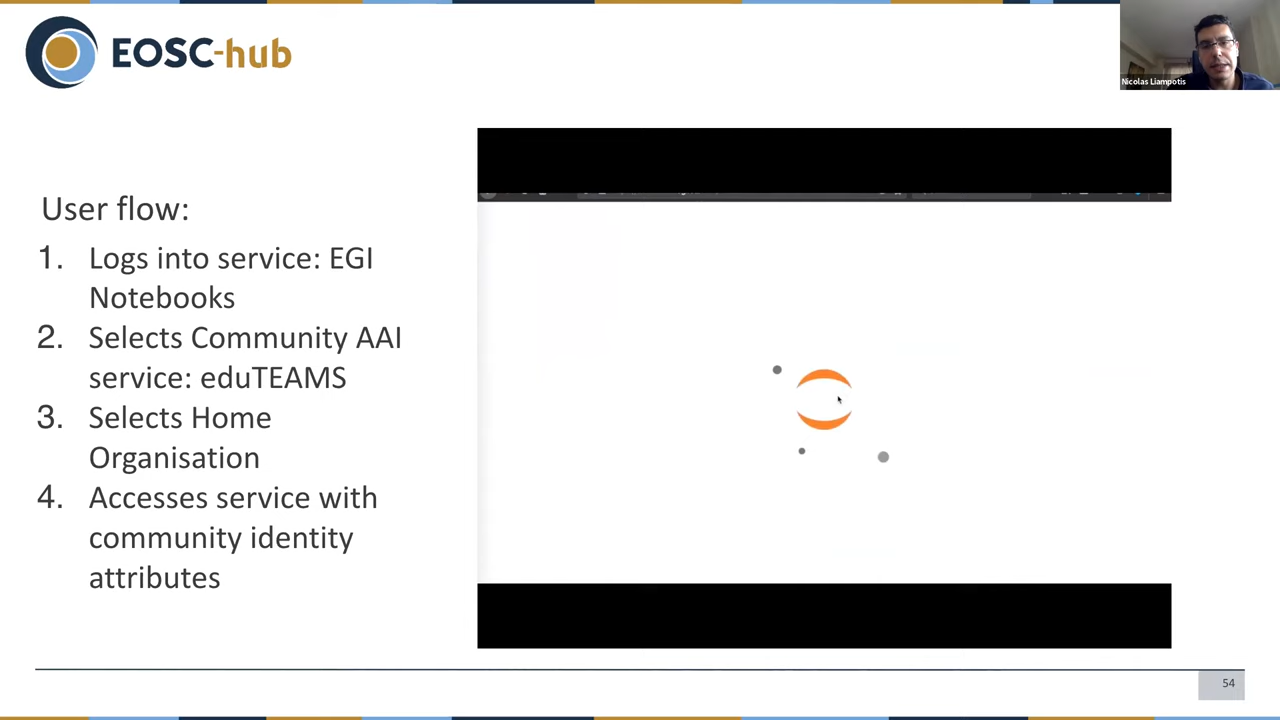 EOSC-hub
Nicolas Liampotis
User flow:
1. Logs into service: EGI
Notebooks
2. Selects Community AAI
service: eduTEAMS
3. Selects Home
Organisation
4. Accesses service with
community identity
attributes
54